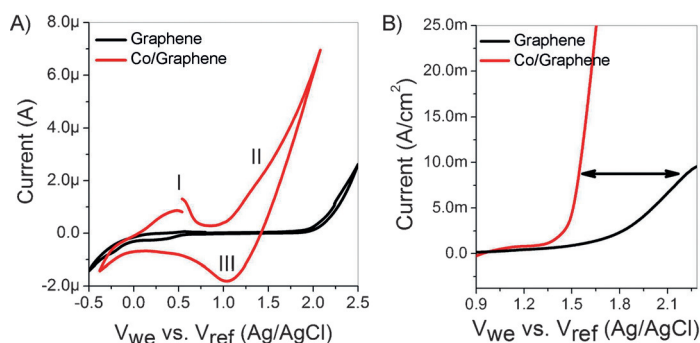 A)
8.0µ
6.0µ
4.0µ
2.0µ
0.0
-2.0µ
Current (A)
Graphene
Co/Graphene
I
II
III
-0.5 0.0 0.5 1.0 1.5 2.0 2.5
Vwe vs. Vref (Ag/AgCl)
B)
25.0m
20.0m
15.0m
10.0m
5.0m
0.0
Current (A/cm²)
Graphene
Co/Graphene
0.9 1.2 1.5 1.8 2.1
Vwe vs. Vref (Ag/AgCl)